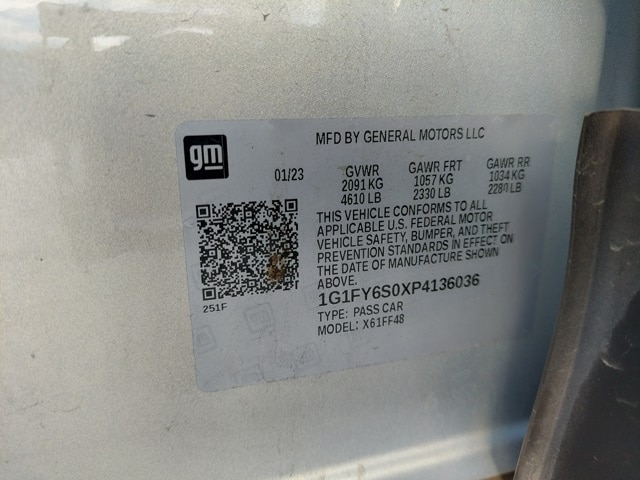 gm
MFD BY GENERAL MOTORS LLC
01/23 GVWR GAWR FRT GAWR RR
2091 KG 1057 KG 1034 KG
4610 LB 2330 LB 2280 LB
THIS VEHICLE CONFORMS TO ALL
APPLICABLE U.S. FEDERAL MOTOR
VEHICLE SAFETY, BUMPER, AND THEFT
PREVENTION STANDARDS IN EFFECT ON
THE DATE OF MANUFACTURE SHOWN
ABOVE.
1G1FY6S0XP4136036
TYPE: PASS CAR
MODEL: X61FF48
251F